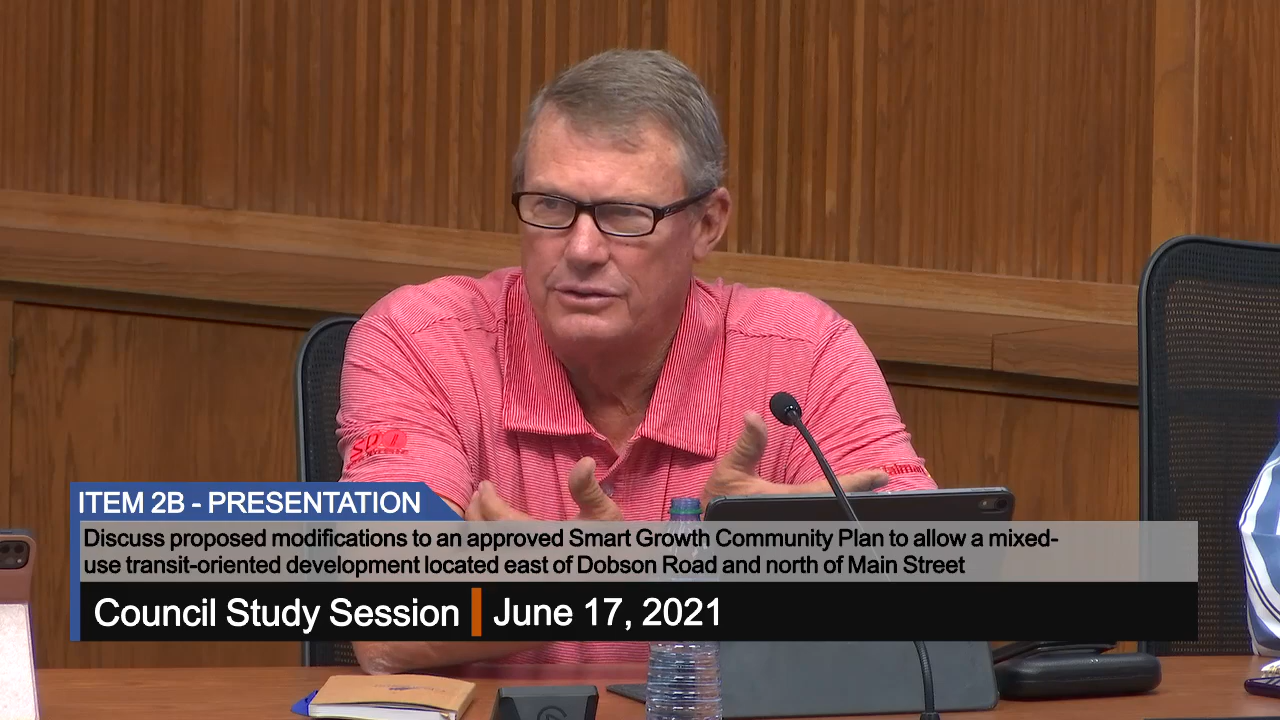 ITEM 2B - PRESENTATION
Discuss proposed modifications to an approved Smart Growth Community Plan to allow a mixed-
use transit-oriented development located east of Dobson Road and north of Main Street
Council Study Session
June 17, 2021